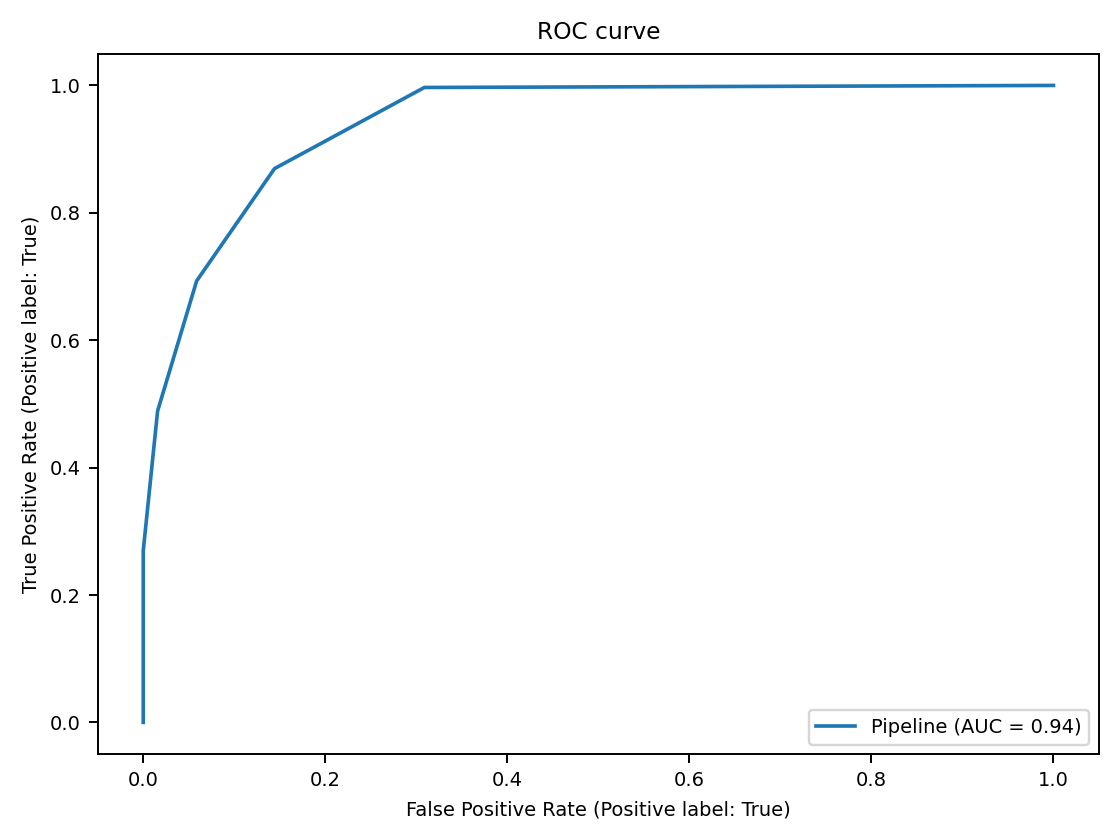 ROC curve
True Positive Rate (Positive label: True)
1.0
0.8
0.6
0.4
0.2
0.0
Pipeline (AUC = 0.94)
0.0 0.2 0.4 0.6 0.8 1.0
False Positive Rate (Positive label: True)